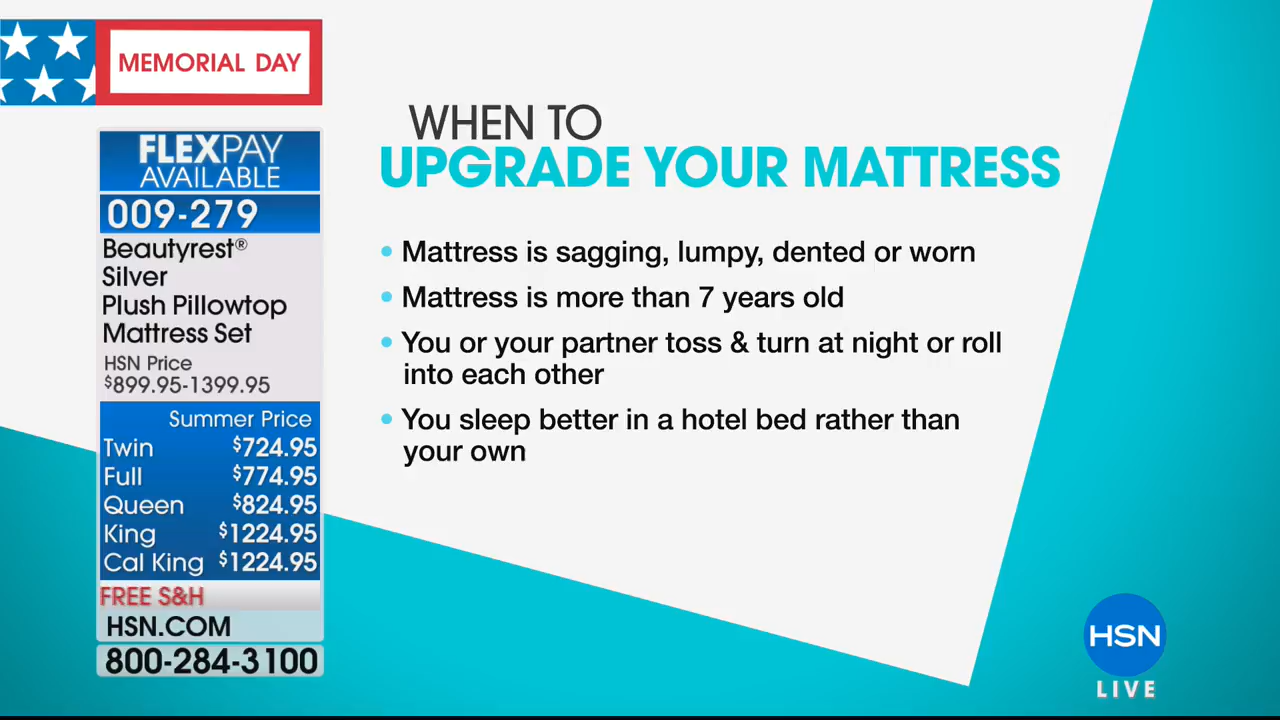 MEMORIAL DAY
FLEXPAY
AVAILABLE
009-279
Beautyrest®
Silver
Plush Pillowtop
Mattress Set
HSN Price
$899.95-1399.95
Summer Price
Twin $724.95
Full $774.95
Queen $824.95
King $1224.95
Cal King $1224.95
FREE S&H
HSN.COM
800-284-3100
WHEN TO
UPGRADE YOUR MATTRESS
• Mattress is sagging, lumpy, dented or worn
• Mattress is more than 7 years old
• You or your partner toss & turn at night or roll
into each other
• You sleep better in a hotel bed rather than
your own
HSN
LIVE